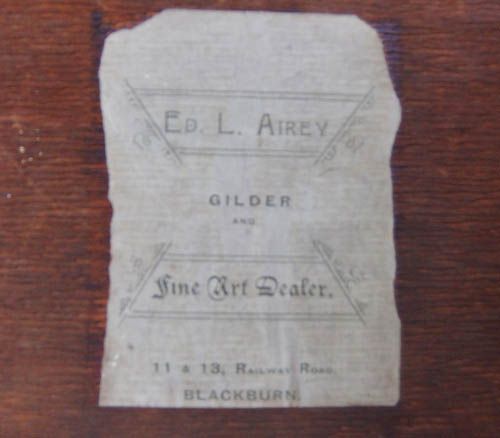 Ed. L. Airey
GILDER
AND
Fine Art Dealer.
11 & 13, Railway Road,
BLACKBURN.